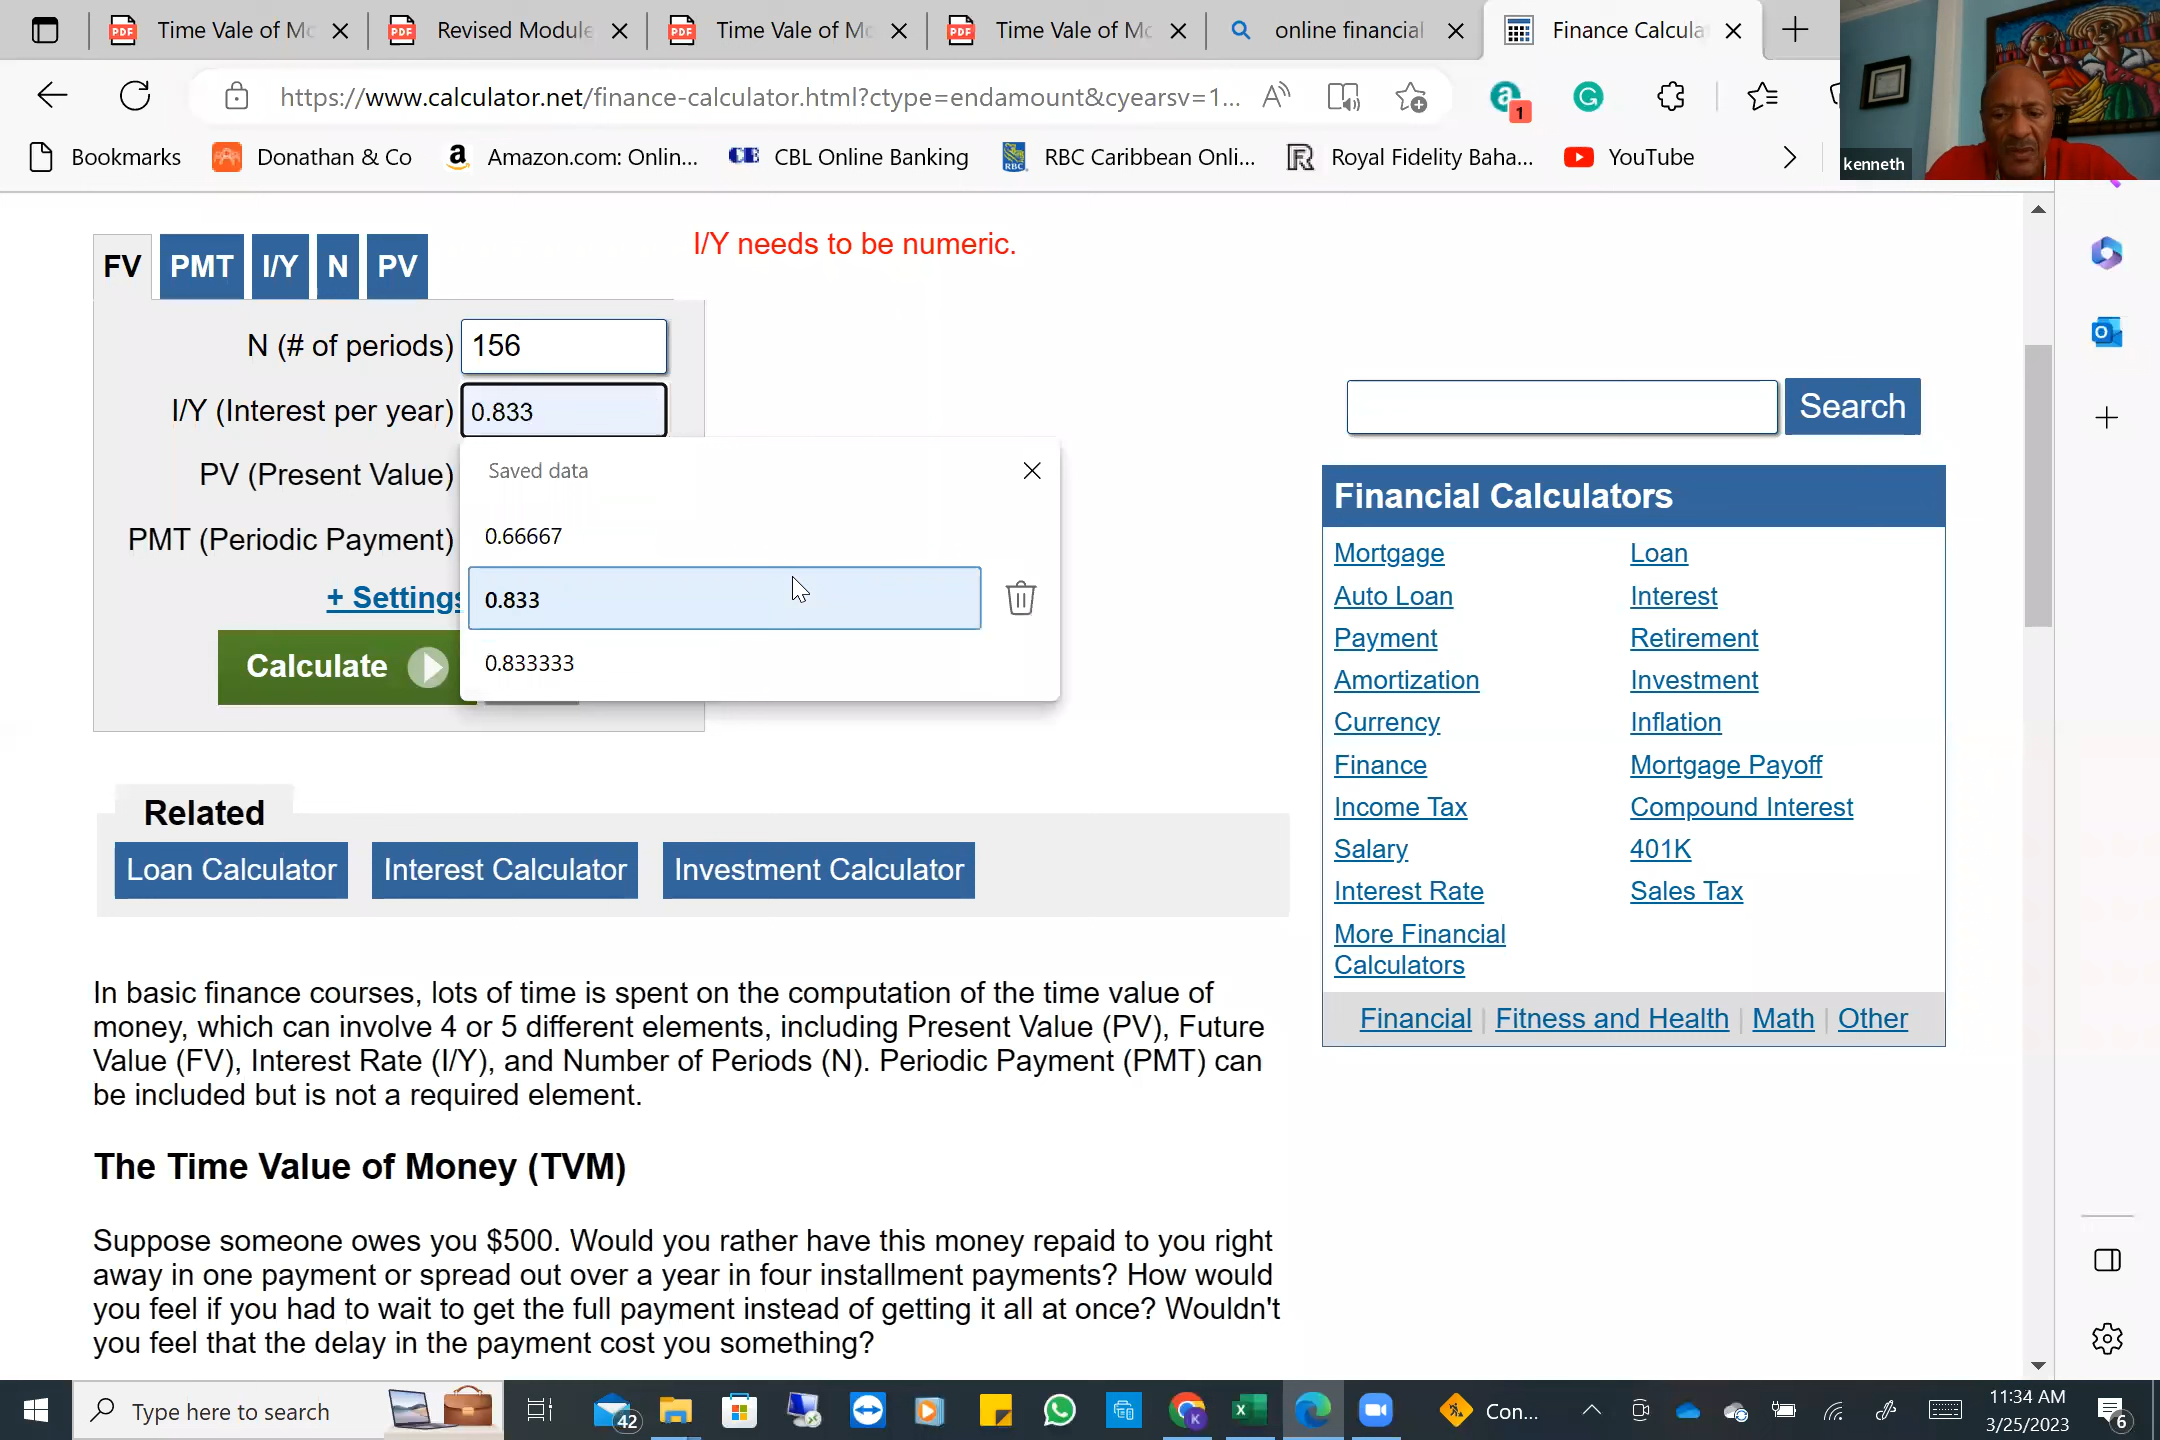 Time Vale of Mc
Revised Module
Time Vale of Mc
Time Vale of Mc
online financial
Finance Calcula
https://www.calculator.net/finance-calculator.html?ctype=endamount&cyearsv=1...
1
kenneth
Bookmarks
Donathan & Co
Amazon.com: Onlin...
CBL Online Banking
RBC Caribbean Onli...
Royal Fidelity Baha...
YouTube
I/Y needs to be numeric.
FV PMT I/Y N PV
N (# of periods) 156
I/Y (Interest per year) 0.833
PV (Present Value)
PMT (Periodic Payment)
+ Settings
Calculate
Saved data
0.66667
0.833
0.833333
Search
Financial Calculators
Mortgage Loan
Auto Loan Interest
Payment Retirement
Amortization Investment
Currency Inflation
Finance Mortgage Payoff
Income Tax Compound Interest
Salary 401K
Interest Rate Sales Tax
More Financial
Calculators
Financial | Fitness and Health | Math | Other
Related
Loan Calculator Interest Calculator Investment Calculator
In basic finance courses, lots of time is spent on the computation of the time value of
money, which can involve 4 or 5 different elements, including Present Value (PV), Future
Value (FV), Interest Rate (I/Y), and Number of Periods (N). Periodic Payment (PMT) can
be included but is not a required element.
The Time Value of Money (TVM)
Suppose someone owes you $500. Would you rather have this money repaid to you right
away in one payment or spread out over a year in four installment payments? How would
you feel if you had to wait to get the full payment instead of getting it all at once? Wouldn't
you feel that the delay in the payment cost you something?
Type here to search
42
Con...
11:34 AM
3/25/2023
6